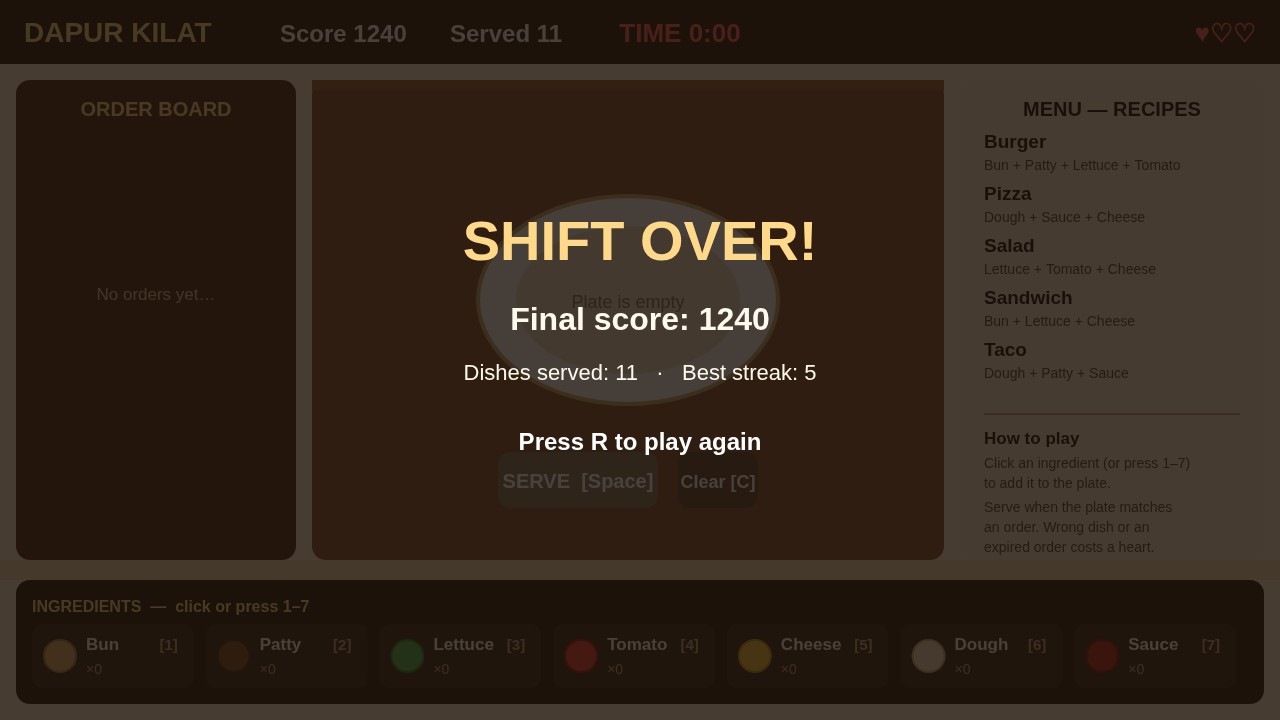 DAPUR KILAT
Score 1240
Served 11
TIME 0:00
♥♡♡
ORDER BOARD
No orders yet…
Plate is empty
SHIFT OVER!
Final score: 1240
Dishes served: 11 · Best streak: 5
Press R to play again
SERVE [Space]
Clear [C]
MENU — RECIPES
Burger
Bun + Patty + Lettuce + Tomato
Pizza
Dough + Sauce + Cheese
Salad
Lettuce + Tomato + Cheese
Sandwich
Bun + Lettuce + Cheese
Taco
Dough + Patty + Sauce
How to play
Click an ingredient (or press 1–7)
to add it to the plate.
Serve when the plate matches
an order. Wrong dish or an
expired order costs a heart.
INGREDIENTS — click or press 1–7
Bun [1]
×0
Patty [2]
×0
Lettuce [3]
×0
Tomato [4]
×0
Cheese [5]
×0
Dough [6]
×0
Sauce [7]
×0